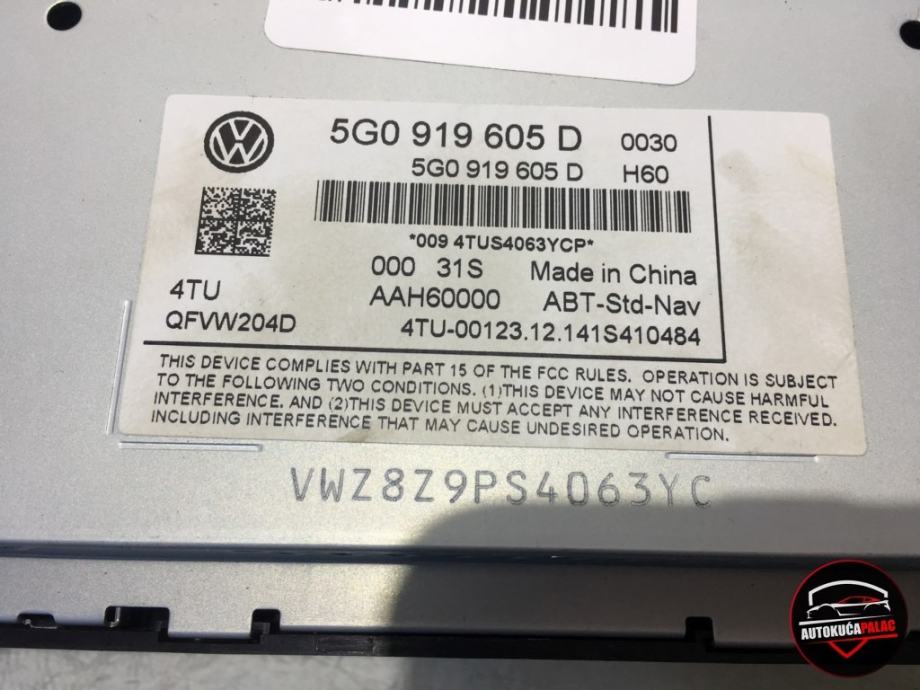 5G0 919 605 D 0030
5G0 919 605 D H60
*009 4TUS4063YCP*
000 31S Made in China
4TU AAH60000 ABT-Std-Nav
QFVW204D 4TU-00123.12.141S410484
THIS DEVICE COMPLIES WITH PART 15 OF THE FCC RULES. OPERATION IS SUBJECT
TO THE FOLLOWING TWO CONDITIONS. (1)THIS DEVICE MAY NOT CAUSE HARMFUL
INTERFERENCE. AND (2)THIS DEVICE MUST ACCEPT ANY INTERFERENCE RECEIVED.
INCLUDING INTERFERENCE THAT MAY CAUSE UNDESIRED OPERATION.
VWZ8Z9PS4063YC
AUTOKUĆAPALAC